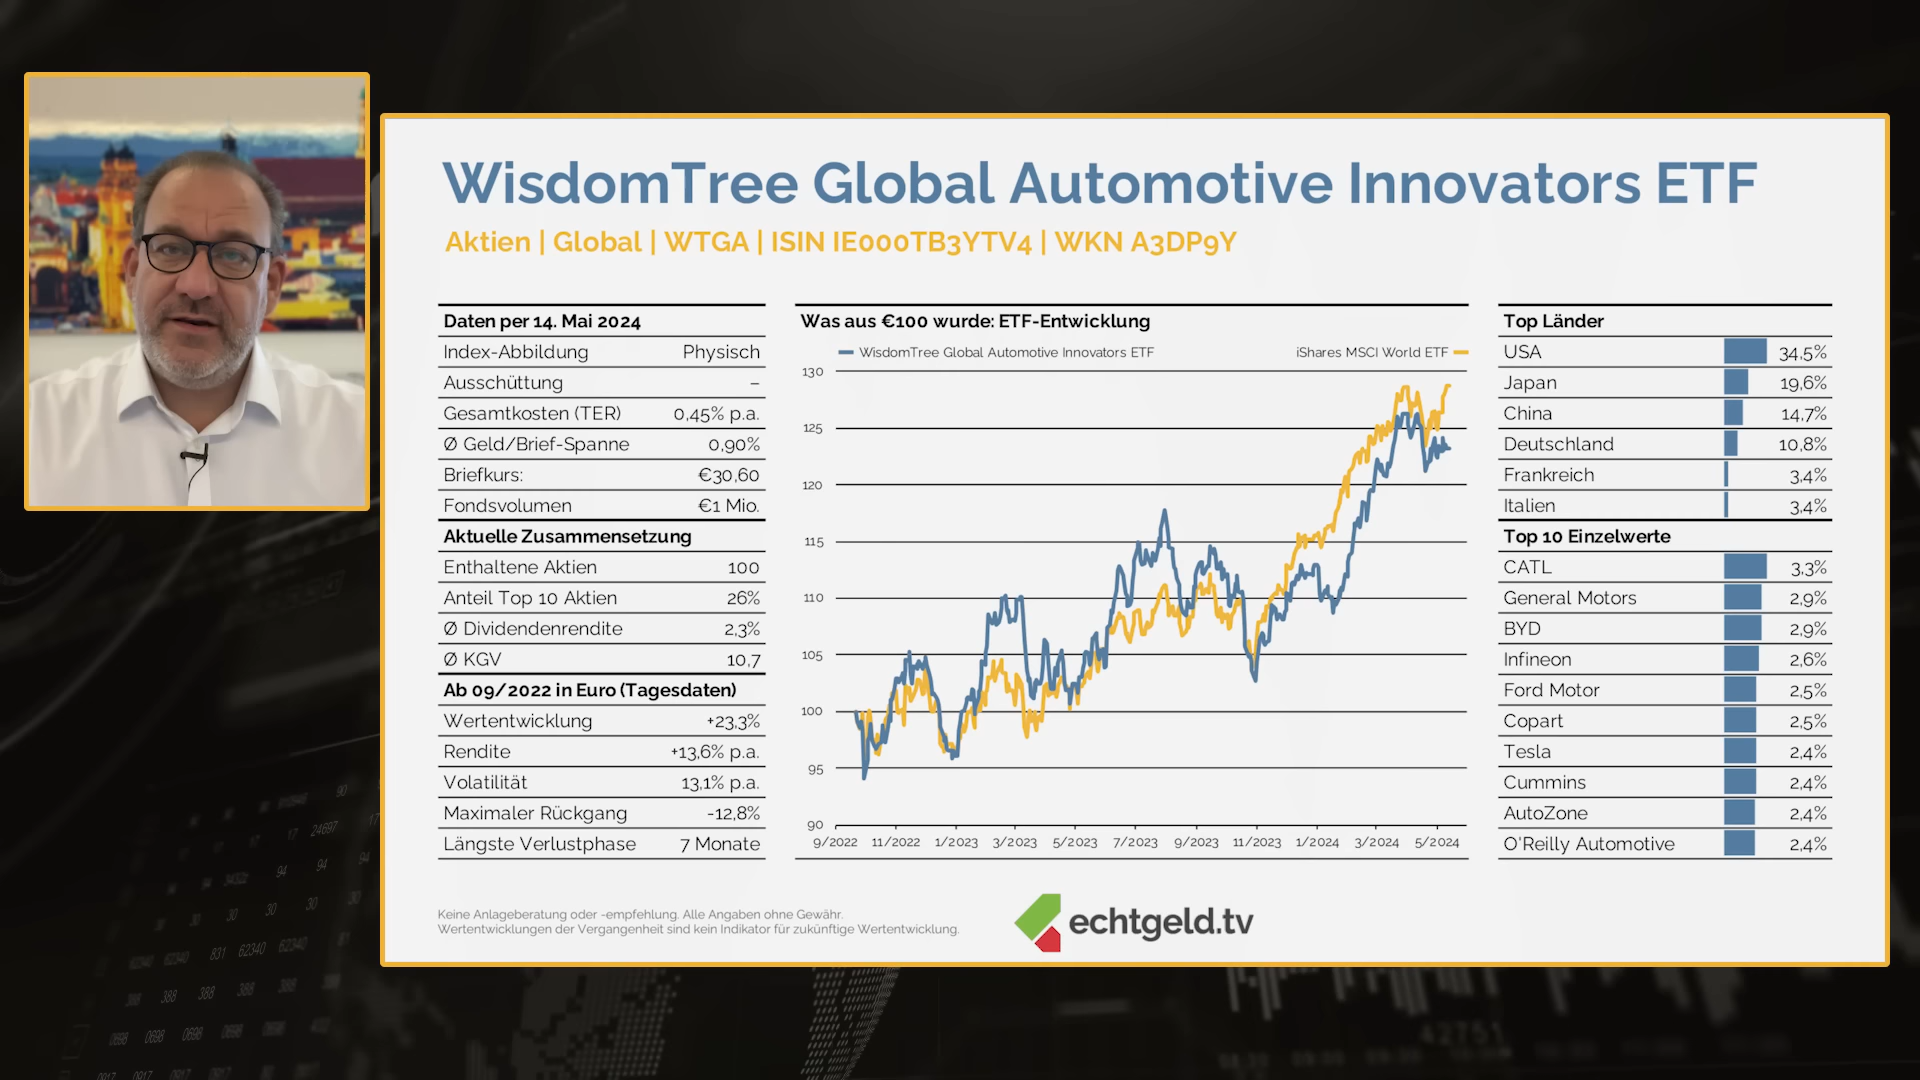 WisdomTree Global Automotive Innovators ETF
Aktien | Global | WTGA | ISIN IE000TB3YTV4 | WKN A3DP9Y
Daten per 14. Mai 2024
Index-Abbildung Physisch
Ausschüttung –
Gesamtkosten (TER) 0,45% p.a.
Ø Geld/Brief-Spanne 0,90%
Briefkurs: €30,60
Fondsvolumen €1 Mio.
Aktuelle Zusammensetzung
Enthaltene Aktien 100
Anteil Top 10 Aktien 26%
Ø Dividendenrendite 2,3%
Ø KGV 10,7
Ab 09/2022 in Euro (Tagesdaten)
Wertentwicklung +23,3%
Rendite +13,6% p.a.
Volatilität 13,1% p.a.
Maximaler Rückgang -12,8%
Längste Verlustphase 7 Monate
Was aus €100 wurde: ETF-Entwicklung
WisdomTree Global Automotive Innovators ETF iShares MSCI World ETF
130
125
120
115
110
105
100
95
90
9/2022 11/2022 1/2023 3/2023 5/2023 7/2023 9/2023 11/2023 1/2024 3/2024 5/2024
Top Länder
USA 34,5%
Japan 19,6%
China 14,7%
Deutschland 10,8%
Frankreich 3,4%
Italien 3,4%
Top 10 Einzelwerte
CATL 3,3%
General Motors 2,9%
BYD 2,9%
Infineon 2,6%
Ford Motor 2,5%
Copart 2,5%
Tesla 2,4%
Cummins 2,4%
AutoZone 2,4%
O'Reilly Automotive 2,4%
Keine Anlageberatung oder -empfehlung. Alle Angaben ohne Gewähr.
Wertentwicklungen der Vergangenheit sind kein Indikator für zukünftige Wertentwicklung.
echtgeld.tv